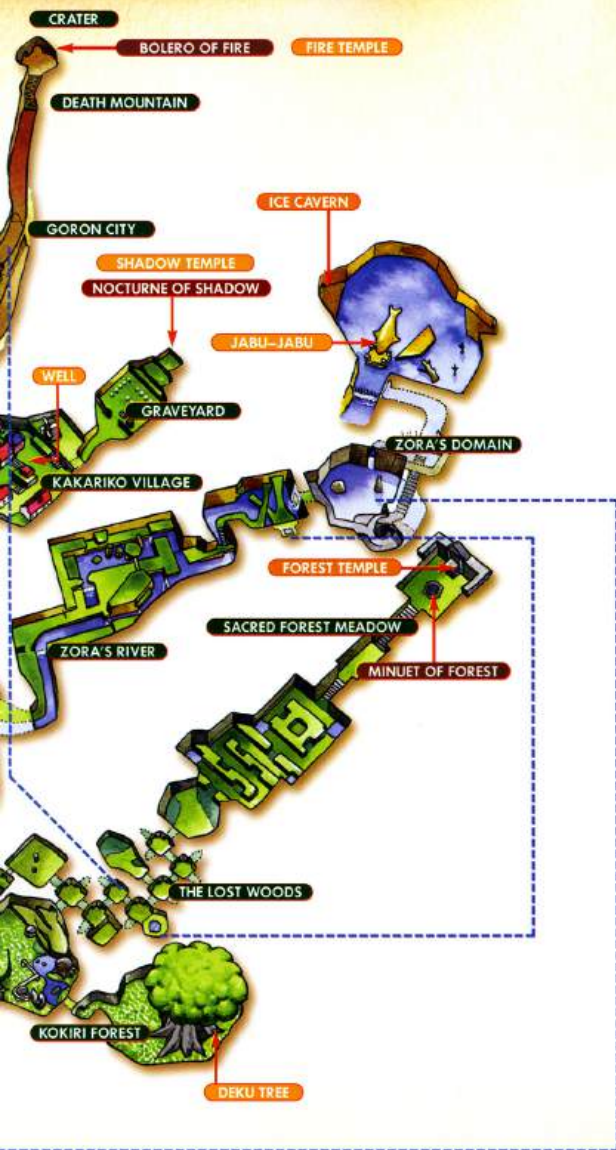 CRATER
BOLERO OF FIRE
FIRE TEMPLE
DEATH MOUNTAIN
ICE CAVERN
GORON CITY
SHADOW TEMPLE
NOCTURNE OF SHADOW
JABU–JABU
WELL
GRAVEYARD
ZORA'S DOMAIN
KAKARIKO VILLAGE
FOREST TEMPLE
SACRED FOREST MEADOW
ZORA'S RIVER
MINUET OF FOREST
THE LOST WOODS
KOKIRI FOREST
DEKU TREE